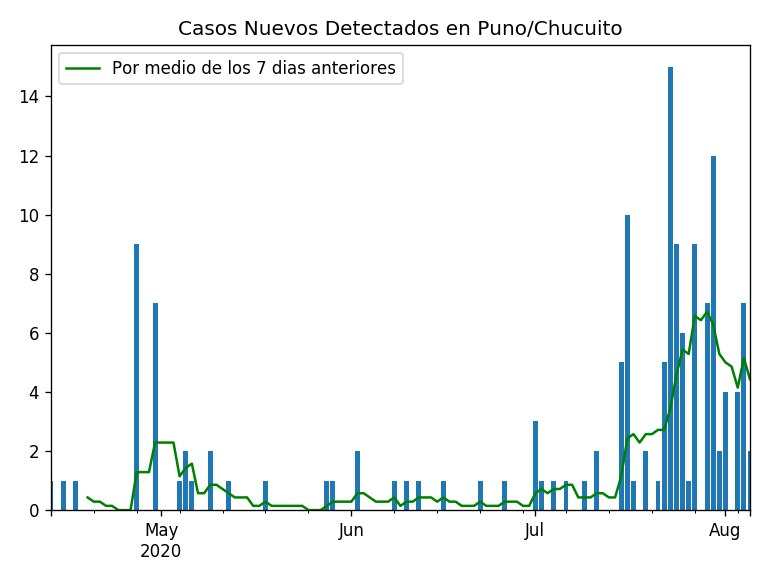 Casos Nuevos Detectados en Puno/Chucuito
Por medio de los 7 dias anteriores
14
12
10
8
6
4
2
0
May
2020
Jun
Jul
Aug